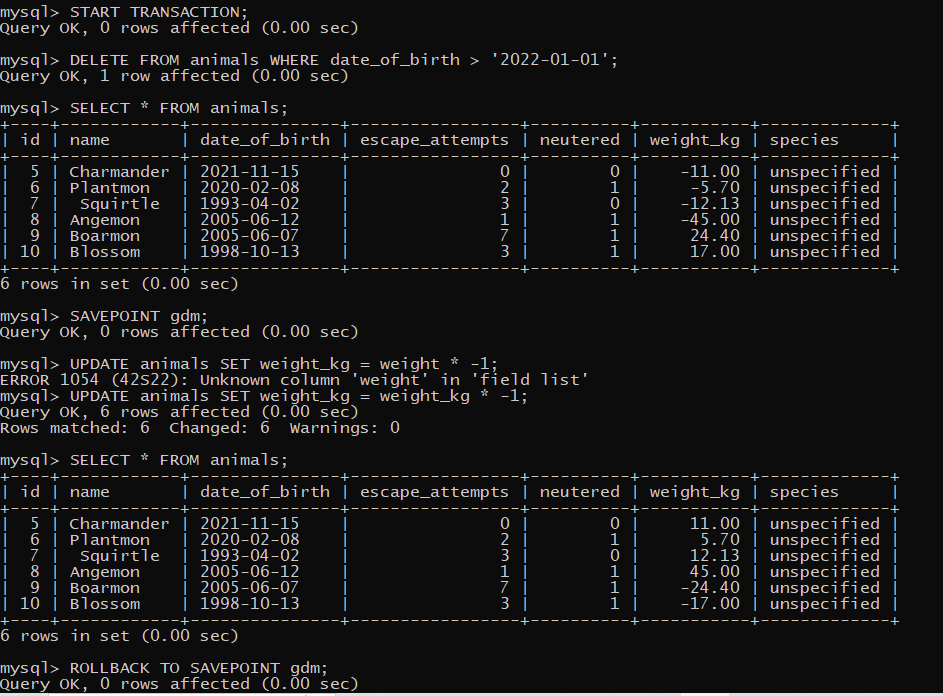 mysql> START TRANSACTION;
Query OK, 0 rows affected (0.00 sec)
mysql> DELETE FROM animals WHERE date_of_birth > '2022-01-01';
Query OK, 1 row affected (0.00 sec)
mysql> SELECT * FROM animals;
+----+------------+---------------+-----------------+----------+-----------+-------------+
| id | name       | date_of_birth | escape_attempts | neutered | weight_kg | species     |
+----+------------+---------------+-----------------+----------+-----------+-------------+
|  5 | Charmander | 2021-11-15    |               0 |        0 |    -11.00 | unspecified |
|  6 | Plantmon   | 2020-02-08    |               2 |        1 |     -5.70 | unspecified |
|  7 |  Squirtle  | 1993-04-02    |               3 |        0 |    -12.13 | unspecified |
|  8 | Angemon    | 2005-06-12    |               1 |        1 |    -45.00 | unspecified |
|  9 | Boarmon    | 2005-06-07    |               7 |        1 |     24.40 | unspecified |
| 10 | Blossom    | 1998-10-13    |               3 |        1 |     17.00 | unspecified |
+----+------------+---------------+-----------------+----------+-----------+-------------+
6 rows in set (0.00 sec)
mysql> SAVEPOINT gdm;
Query OK, 0 rows affected (0.00 sec)
mysql> UPDATE animals SET weight_kg = weight * -1;
ERROR 1054 (42S22): Unknown column 'weight' in 'field list'
mysql> UPDATE animals SET weight_kg = weight_kg * -1;
Query OK, 6 rows affected (0.00 sec)
Rows matched: 6  Changed: 6  Warnings: 0
mysql> SELECT * FROM animals;
+----+------------+---------------+-----------------+----------+-----------+-------------+
| id | name       | date_of_birth | escape_attempts | neutered | weight_kg | species     |
+----+------------+---------------+-----------------+----------+-----------+-------------+
|  5 | Charmander | 2021-11-15    |               0 |        0 |     11.00 | unspecified |
|  6 | Plantmon   | 2020-02-08    |               2 |        1 |      5.70 | unspecified |
|  7 |  Squirtle  | 1993-04-02    |               3 |        0 |     12.13 | unspecified |
|  8 | Angemon    | 2005-06-12    |               1 |        1 |     45.00 | unspecified |
|  9 | Boarmon    | 2005-06-07    |               7 |        1 |    -24.40 | unspecified |
| 10 | Blossom    | 1998-10-13    |               3 |        1 |    -17.00 | unspecified |
+----+------------+---------------+-----------------+----------+-----------+-------------+
6 rows in set (0.00 sec)
mysql> ROLLBACK TO SAVEPOINT gdm;
Query OK, 0 rows affected (0.00 sec)